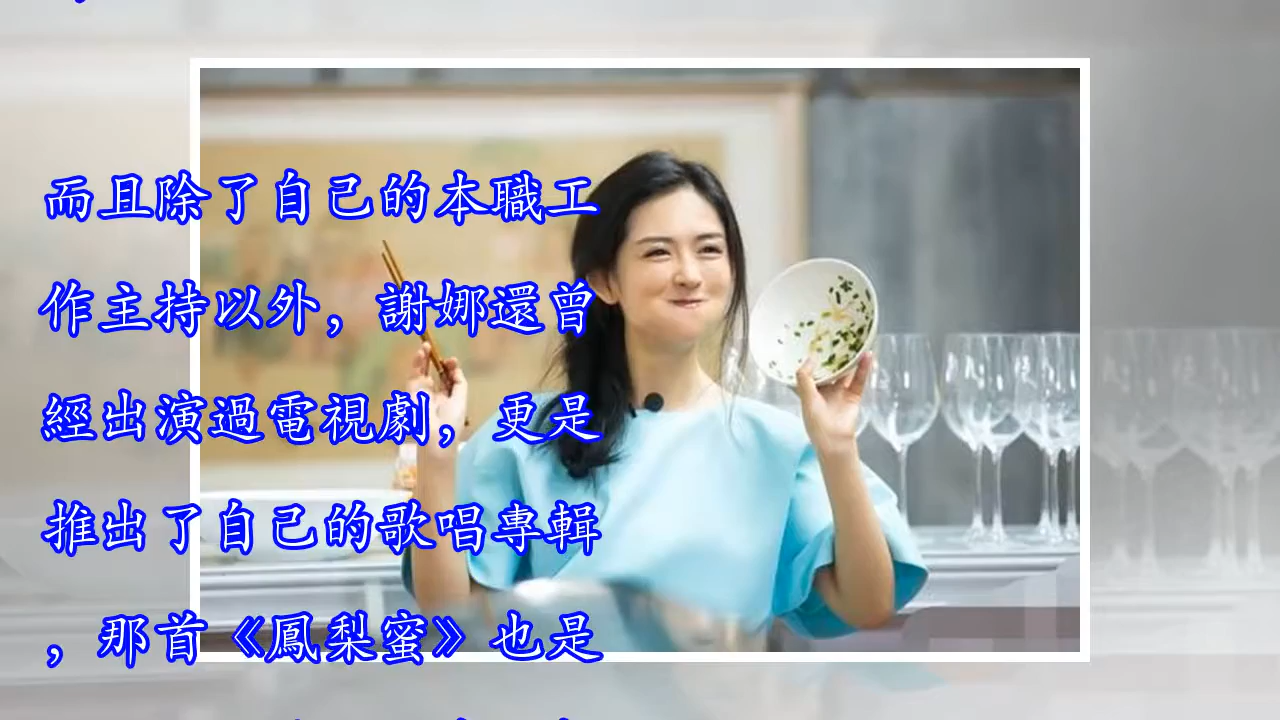 而且除了自己的本職工
作主持以外，謝娜還曾
經出演過電視劇，更是
推出了自己的歌唱專輯
，那首《鳳梨蜜》也是